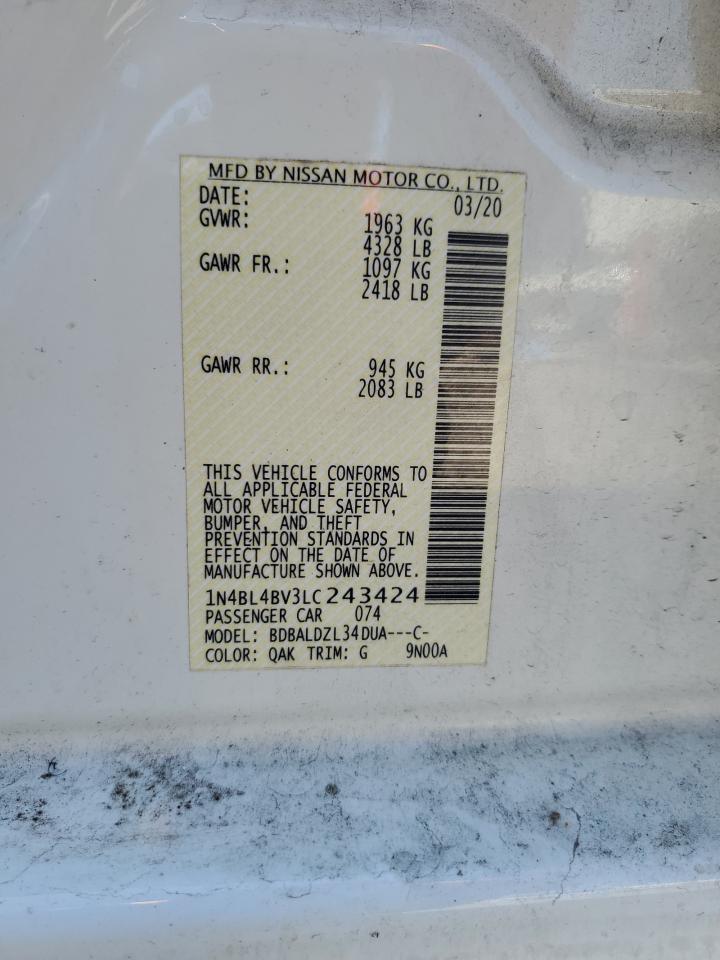 MFD BY NISSAN MOTOR CO., LTD.
DATE: 03/20
GVWR: 1963 KG
4328 LB
GAWR FR.: 1097 KG
2418 LB
GAWR RR.: 945 KG
2083 LB
THIS VEHICLE CONFORMS TO
ALL APPLICABLE FEDERAL
MOTOR VEHICLE SAFETY,
BUMPER, AND THEFT
PREVENTION STANDARDS IN
EFFECT ON THE DATE OF
MANUFACTURE SHOWN ABOVE.
1N4BL4BV3LC243424
PASSENGER CAR 074
MODEL: BDBALDZL34DUA---C-
COLOR: QAK TRIM: G 9N00A